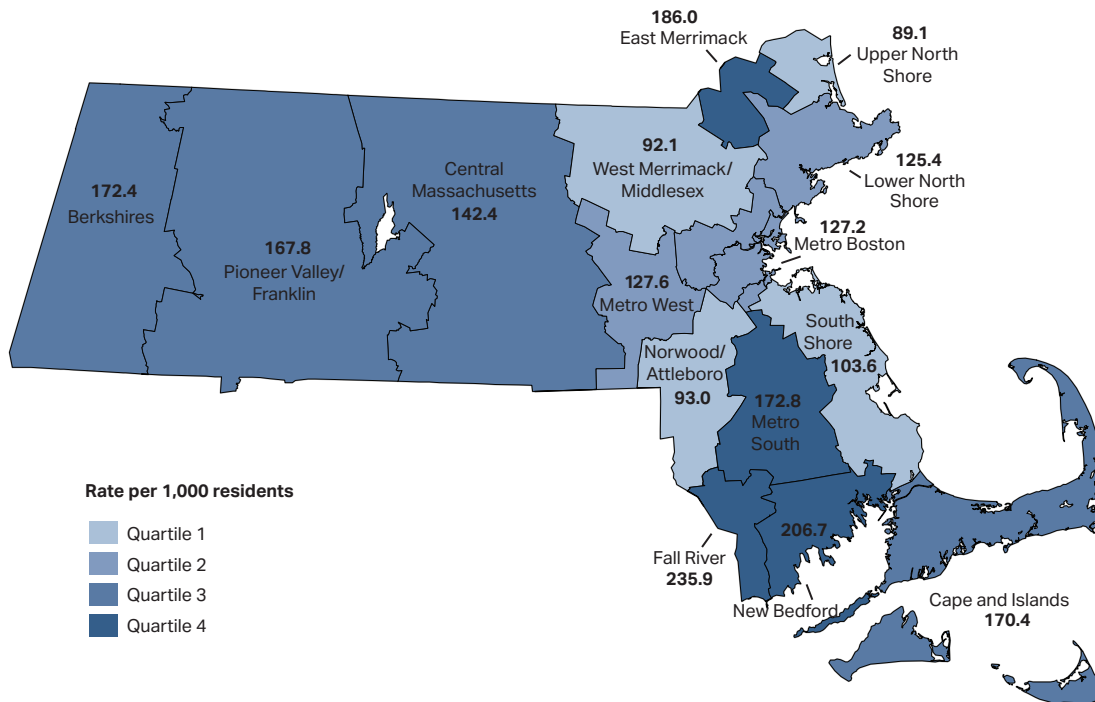 186.0
East Merrimack
89.1
Upper North
Shore
92.1
West Merrimack/
Middlesex
125.4
Lower North
Shore
172.4
Berkshires
Central
Massachusetts
142.4
127.2
Metro Boston
167.8
Pioneer Valley/
Franklin
127.6
Metro West
South
Shore
103.6
Norwood/
Attleboro
93.0
172.8
Metro
South
Rate per 1,000 residents
Quartile 1
Quartile 2
Quartile 3
Quartile 4
206.7
New Bedford
Fall River
235.9
Cape and Islands
170.4